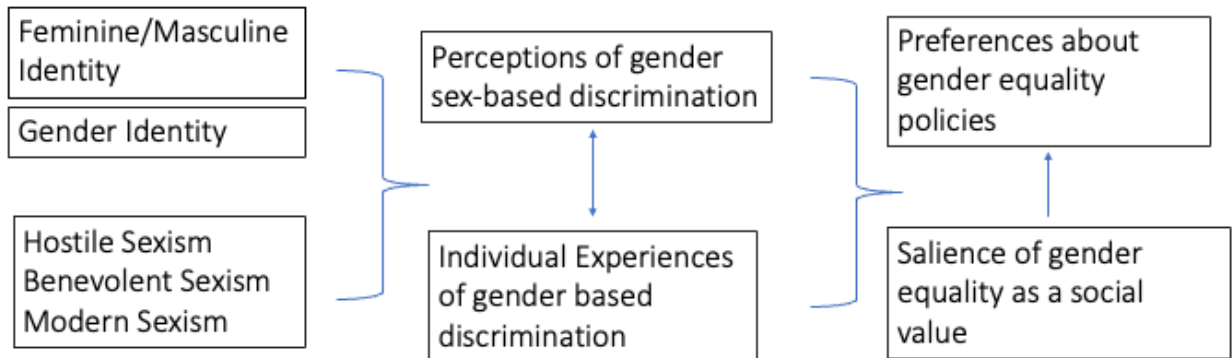 Feminine/Masculine
Identity
Gender Identity
Hostile Sexism
Benevolent Sexism
Modern Sexism
Perceptions of gender
sex-based discrimination
Individual Experiences
of gender based
discrimination
Preferences about
gender equality
policies
Salience of gender
equality as a social
value